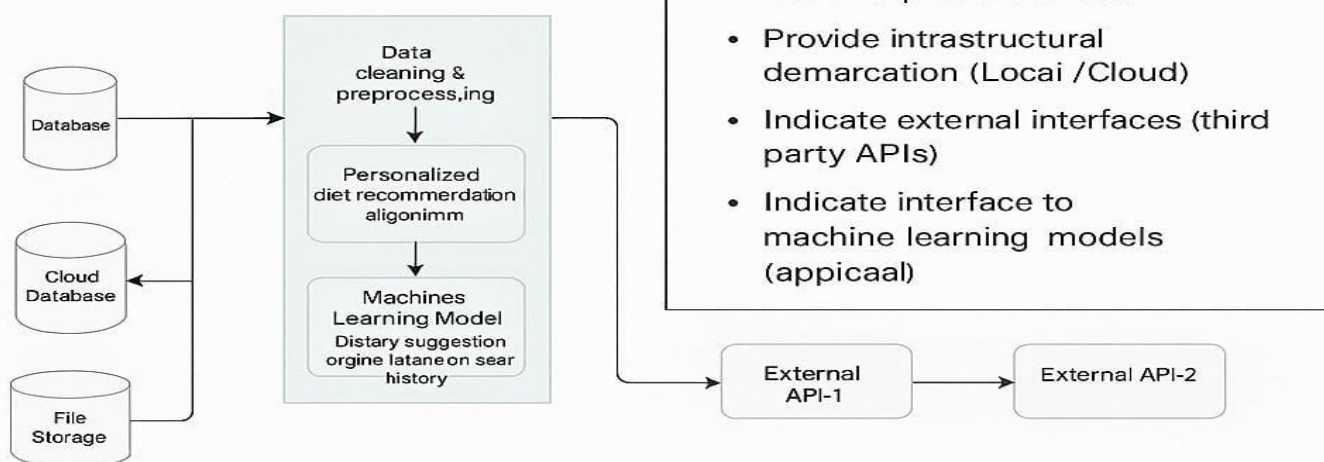 Database
Cloud
Database
File
Storage
Data
cleaning &
preprocess,ing
Personalized
diet recommerdation
aligonimm
Machines
Learning Model
Distary suggestion
orgine lataneon sear
history
• Provide intrastructural
demarcation (Locai /Cloud)
• Indicate external interfaces (third
party APIs)
• Indicate interface to
machine learning models
(appicaal)
External
API-1
External API-2